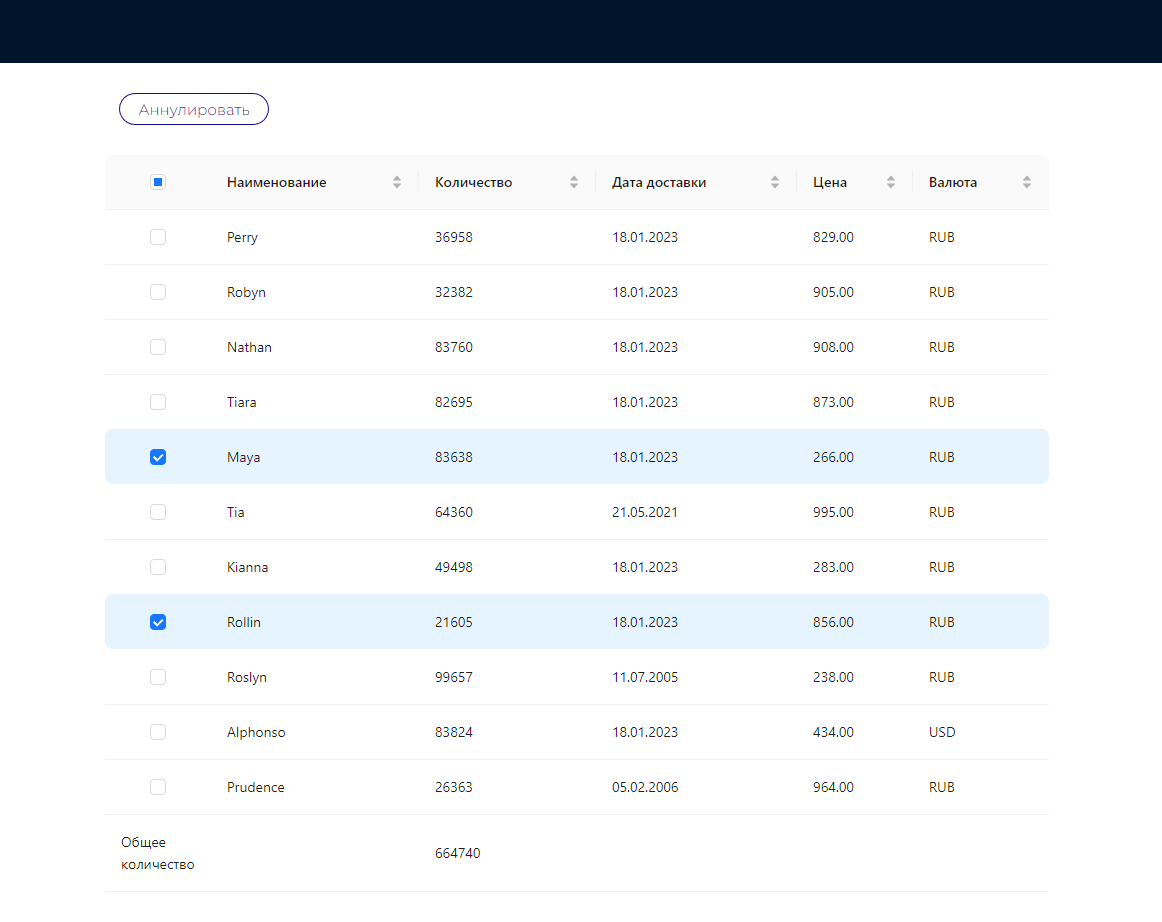 Аннулировать
Наименование Количество Дата доставки Цена Валюта
Perry 36958 18.01.2023 829.00 RUB
Robyn 32382 18.01.2023 905.00 RUB
Nathan 83760 18.01.2023 908.00 RUB
Tiara 82695 18.01.2023 873.00 RUB
Maya 83638 18.01.2023 266.00 RUB
Tia 64360 21.05.2021 995.00 RUB
Kianna 49498 18.01.2023 283.00 RUB
Rollin 21605 18.01.2023 856.00 RUB
Roslyn 99657 11.07.2005 238.00 RUB
Alphonso 83824 18.01.2023 434.00 USD
Prudence 26363 05.02.2006 964.00 RUB
Общее
количество
664740